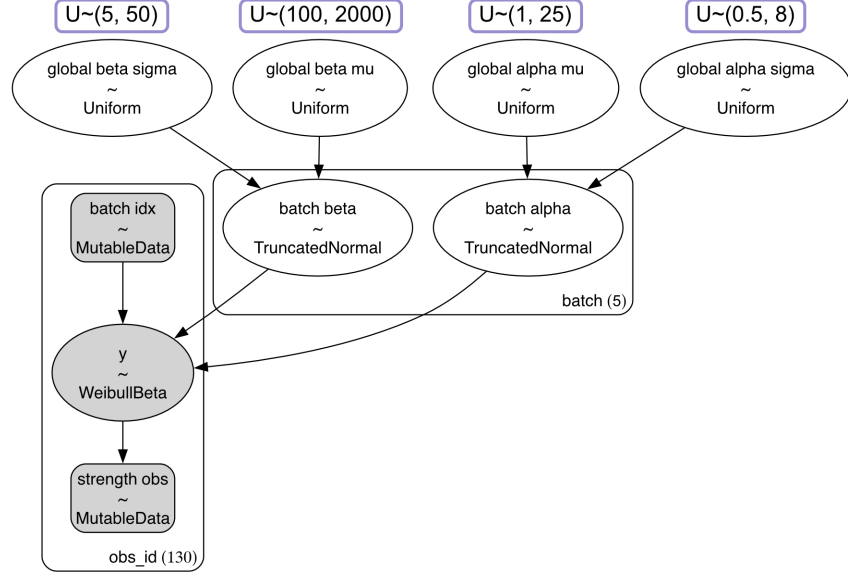 U~(5, 50)
U~(100, 2000)
U~(1, 25)
U~(0.5, 8)
global beta sigma
~
Uniform
global beta mu
~
Uniform
global alpha mu
~
Uniform
global alpha sigma
~
Uniform
batch idx
~
MutableData
batch beta
~
TruncatedNormal
batch alpha
~
TruncatedNormal
batch (5)
y
~
WeibullBeta
strength obs
~
MutableData
obs_id (130)